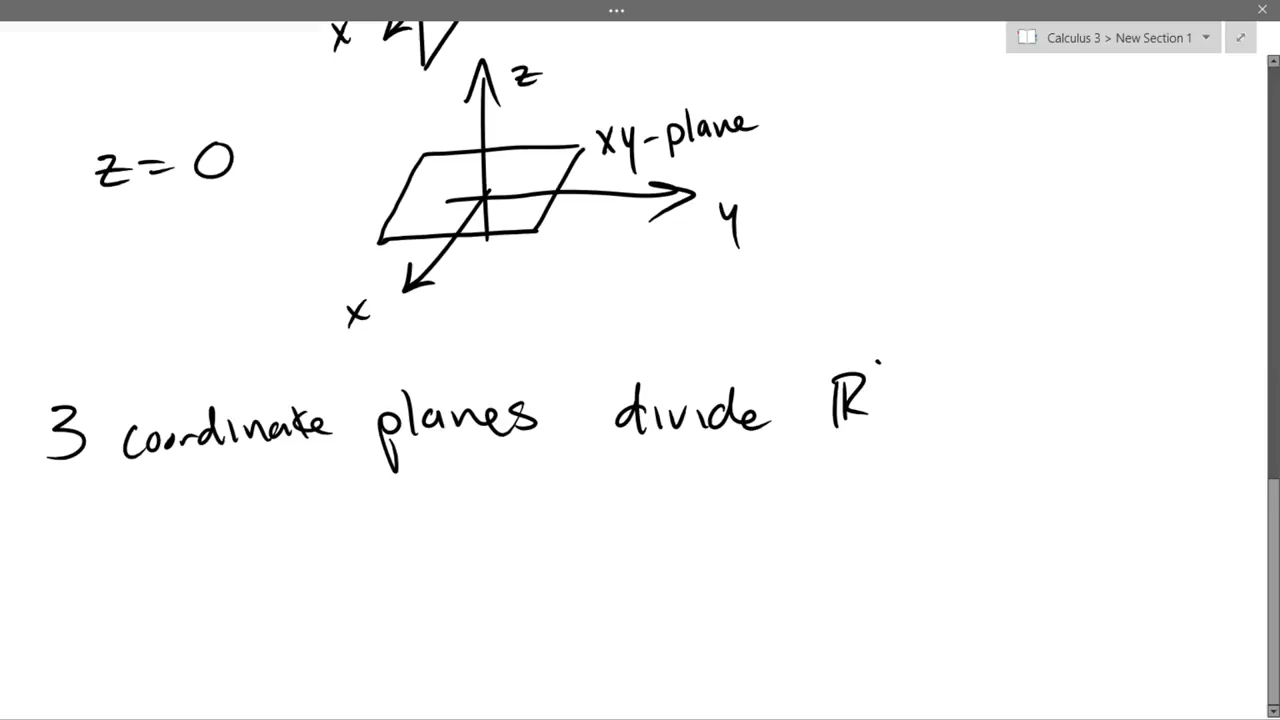 ...
Calculus 3 > New Section 1
x
z
z = 0
xy-plane
y
x
3 coordinate planes divide ℝ